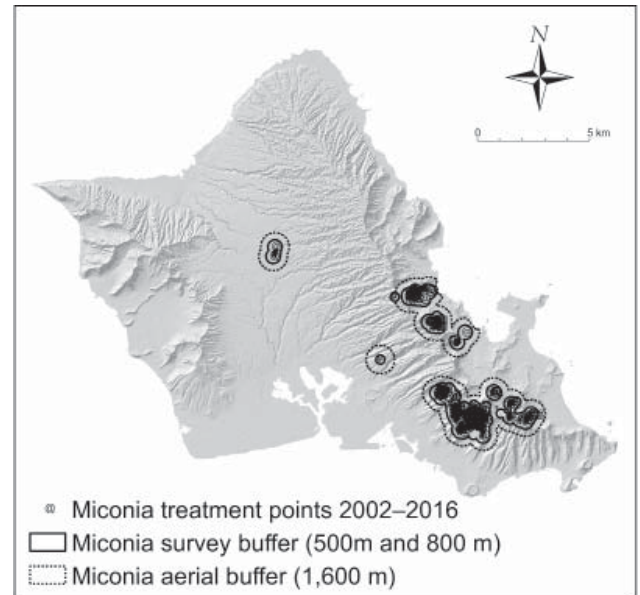 N
0 5 km
Miconia treatment points 2002–2016
Miconia survey buffer (500m and 800 m)
Miconia aerial buffer (1,600 m)